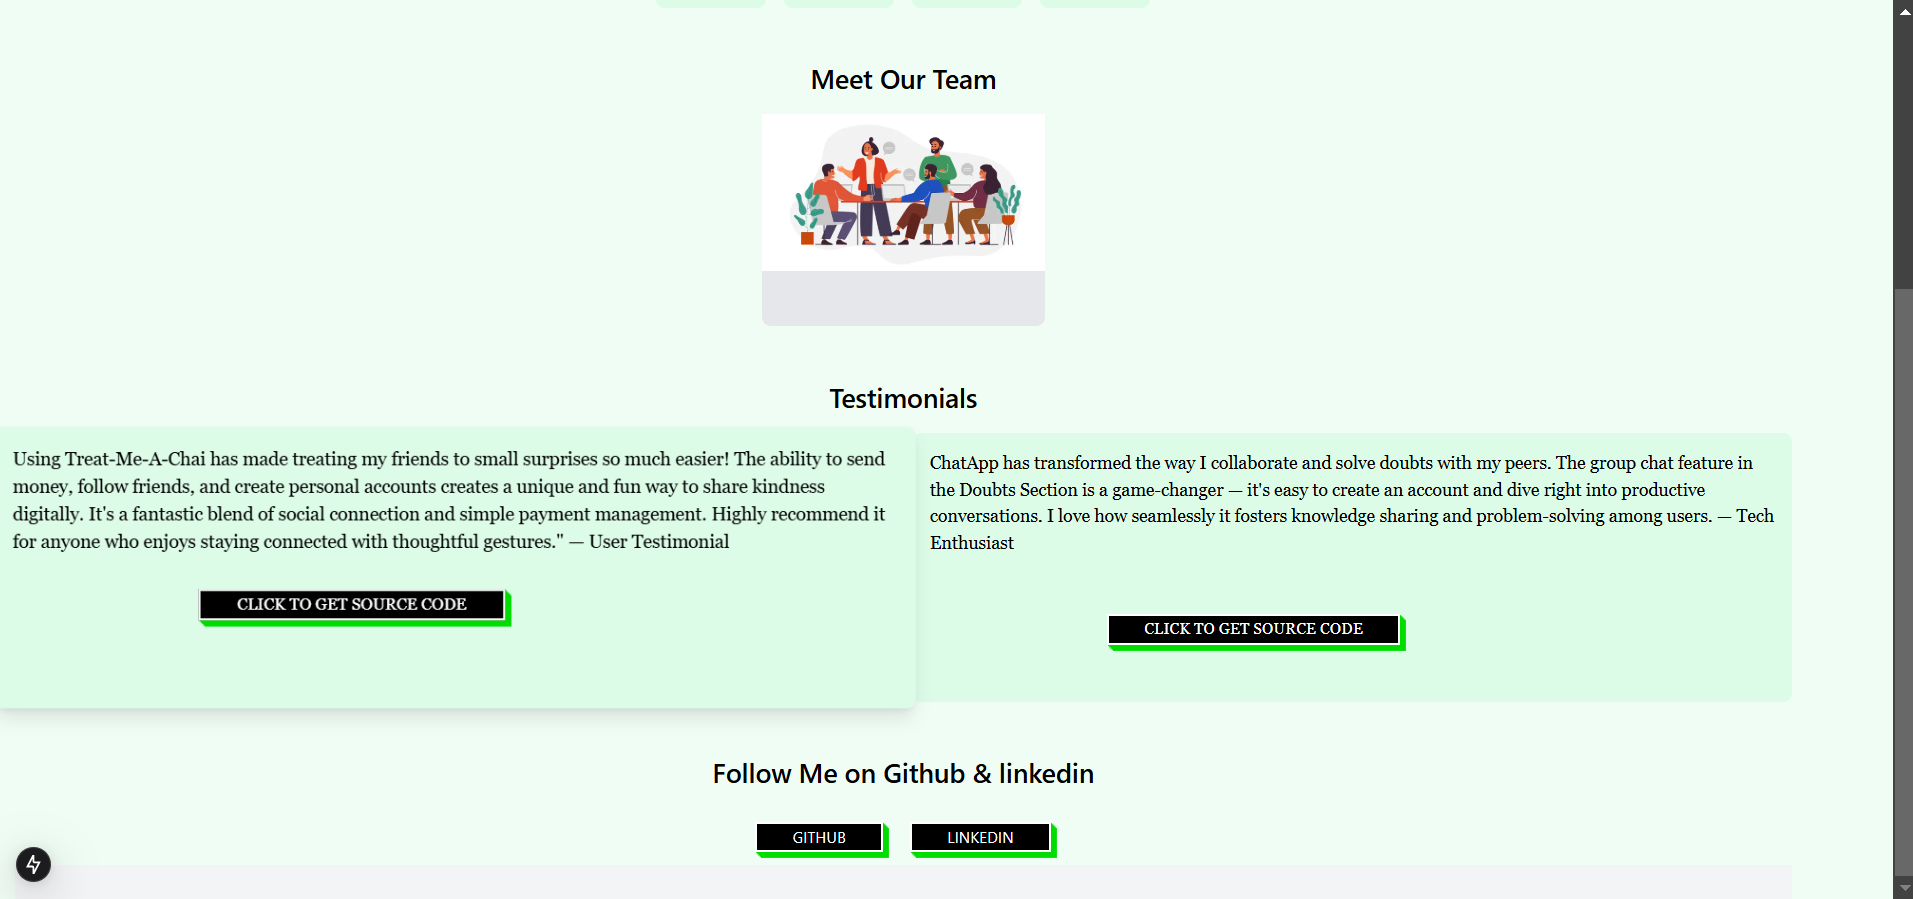 Meet Our Team
Testimonials
Using Treat-Me-A-Chai has made treating my friends to small surprises so much easier! The ability to send
money, follow friends, and create personal accounts creates a unique and fun way to share kindness
digitally. It's a fantastic blend of social connection and simple payment management. Highly recommend it
for anyone who enjoys staying connected with thoughtful gestures." — User Testimonial
CLICK TO GET SOURCE CODE
ChatApp has transformed the way I collaborate and solve doubts with my peers. The group chat feature in
the Doubts Section is a game-changer — it's easy to create an account and dive right into productive
conversations. I love how seamlessly it fosters knowledge sharing and problem-solving among users. — Tech
Enthusiast
CLICK TO GET SOURCE CODE
Follow Me on Github & linkedin
GITHUB
LINKEDIN